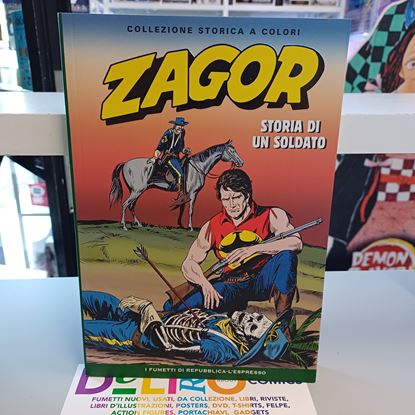 COLLEZIONE STORICA A COLORI
ZAGOR
STORIA DI
UN SOLDATO
DEMON
I FUMETTI DI REPUBBLICA-L'ESPRESSO
COMICS
FUMETTI NUOVI, USATI, DA COLLEZIONE, LIBRI, RIVISTE,
LIBRI D'ILLUSTRAZIONI, POSTERS, DVD, T-SHIRTS, FELPE,
ACTION FIGURES, PORTACHIAVI, GADGETS